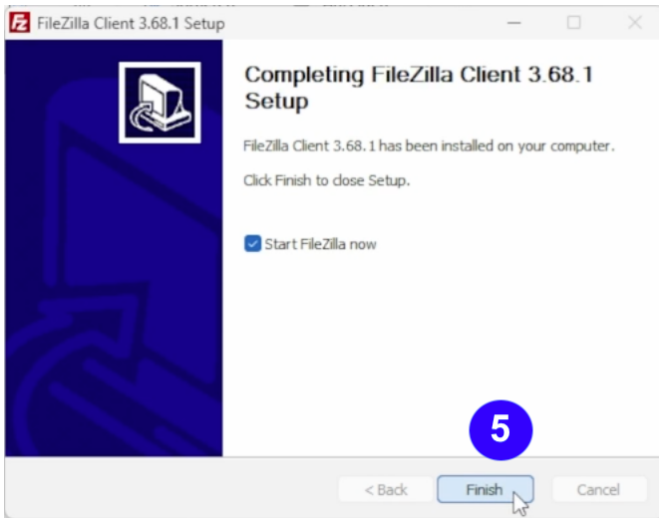 Fz FileZilla Client 3.68.1 Setup
Completing FileZilla Client 3.68.1
Setup
FileZilla Client 3.68.1 has been installed on your computer.
Click Finish to close Setup.
Start FileZilla now
5
< Back Finish Cancel